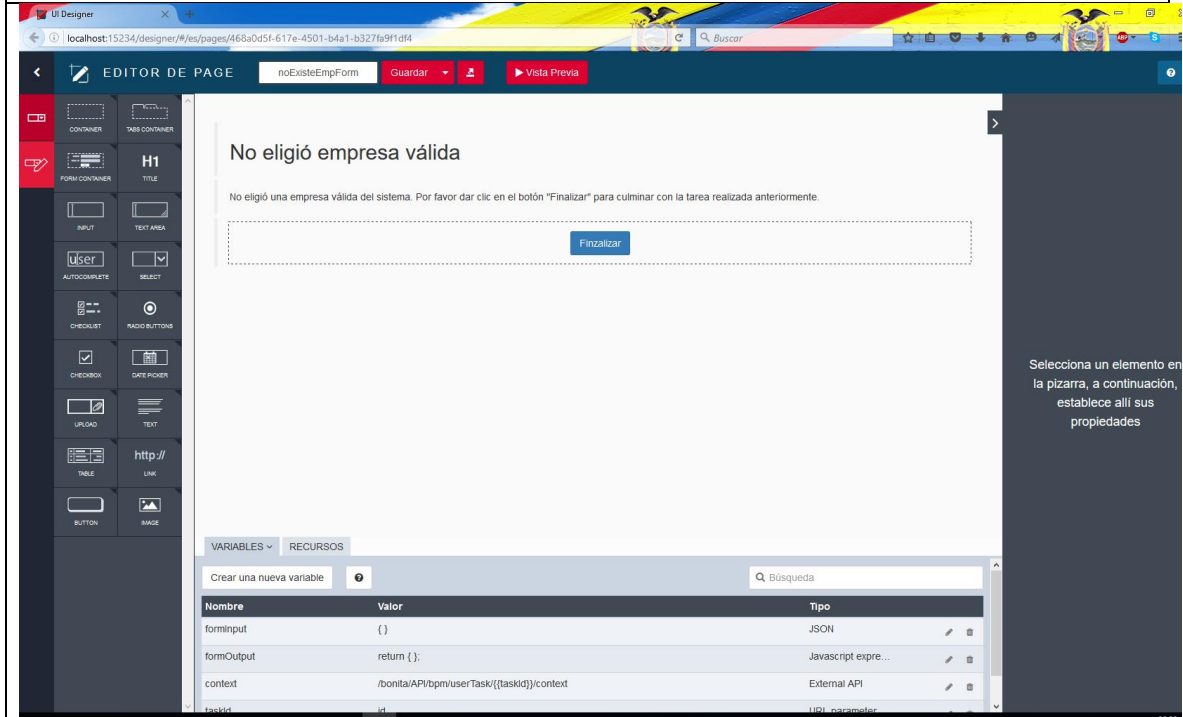 UI Designer
localhost:15234/designer/#/es/pages/468a0d5f-617e-4501-b4a1-b327fa9f1df4
Buscar
EDITOR DE PAGE
noExisteEmpForm
Guardar
Vista Previa
CONTAINER
TABS CONTAINER
FORM CONTAINER
H1
TITLE
INPUT
TEXT AREA
user
AUTOCOMPLETE
SELECT
CHECKLIST
RADIO BUTTONS
CHECKBOX
DATE PICKER
UPLOAD
TEXT
TABLE
http://
LINK
BUTTON
IMAGE
No eligió empresa válida
No eligió una empresa válida del sistema. Por favor dar clic en el botón "Finalizar" para culminar con la tarea realizada anteriormente.
Finzalizar
Selecciona un elemento en
la pizarra, a continuación,
establece allí sus
propiedades
VARIABLES RECURSOS
Crear una nueva variable
Búsqueda
Nombre Valor Tipo
formInput { } JSON
formOutput return { }; Javascript expre...
context /bonita/API/bpm/userTask/{{taskId}}/context External API
taskId id URL parameter